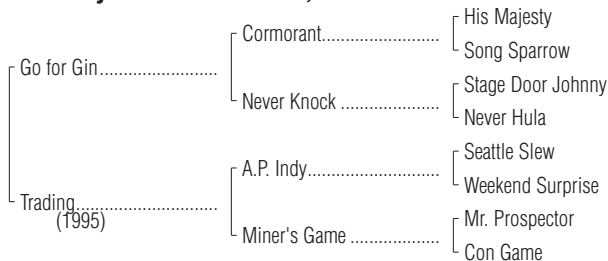 His Majesty
Cormorant
Song Sparrow
Go for Gin
Stage Door Johnny
Never Knock
Never Hula
Seattle Slew
A.P. Indy
Weekend Surprise
Trading
(1995)
Mr. Prospector
Miner's Game
Con Game